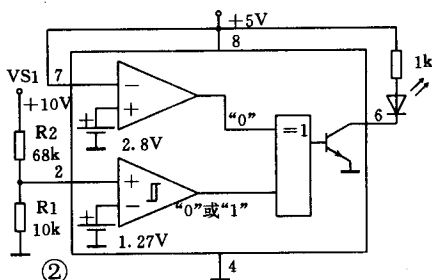 +5V
8
7
1k
VS1
+10V
−
+
+
6
R2
68k
2.8V
“0”
=1
2
+
−
+
R1
10k
“0”或“1”
1.27V
②
4